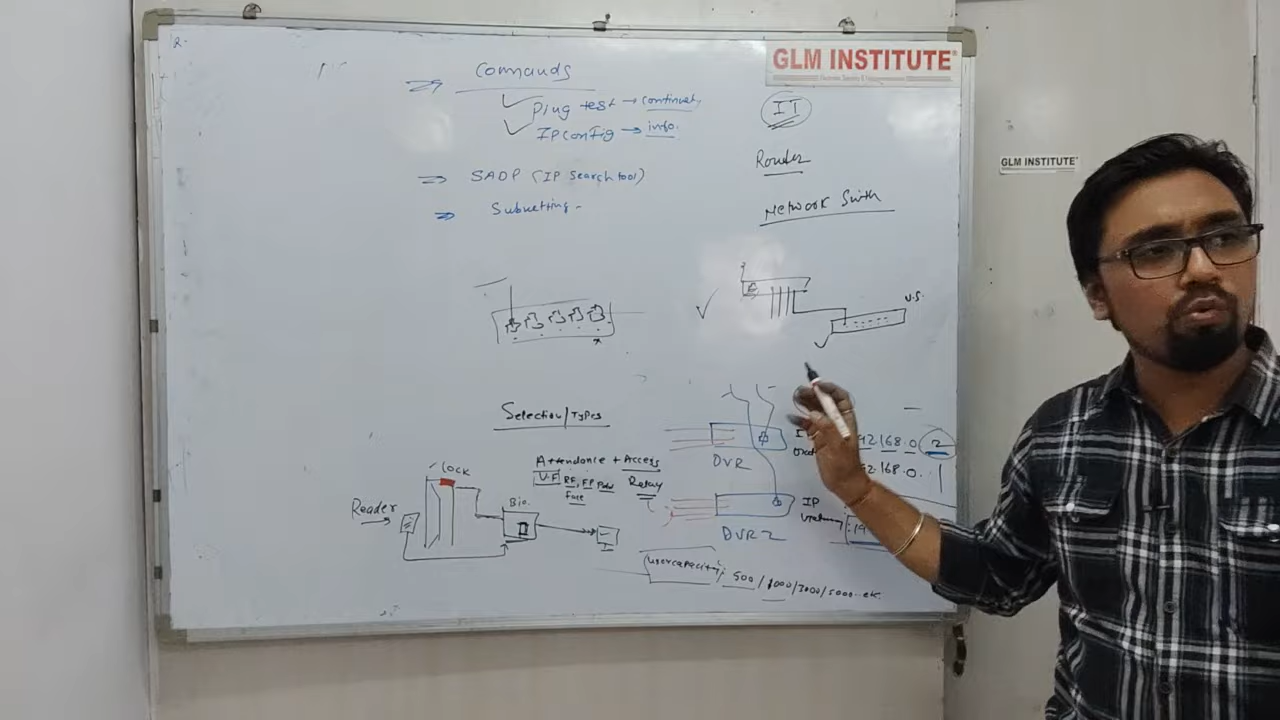 GLM INSTITUTE
GLM INSTITUTE
Commands
Ping test → continuety
IPconfig → info.
SADP (IP Search tool)
Subnetting -
IT
Router
Network Swith
Selection/Types
Attendance + Access
U.F RF, FP
Face
Relay
Lock
Reader
Bio.
DVR
DVR 2
IP
IP
192.168.0.2
192.168.0.1
500 / 1000/3000/5000..etc.